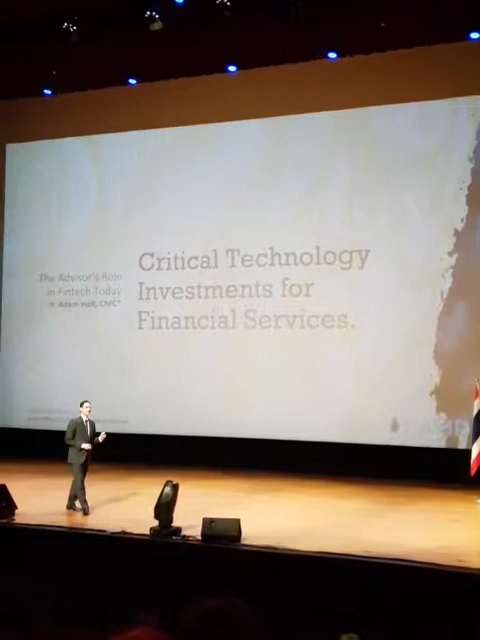 The Advisor's Role
in Fintech Today
Critical Technology
Investments for
Financial Services.